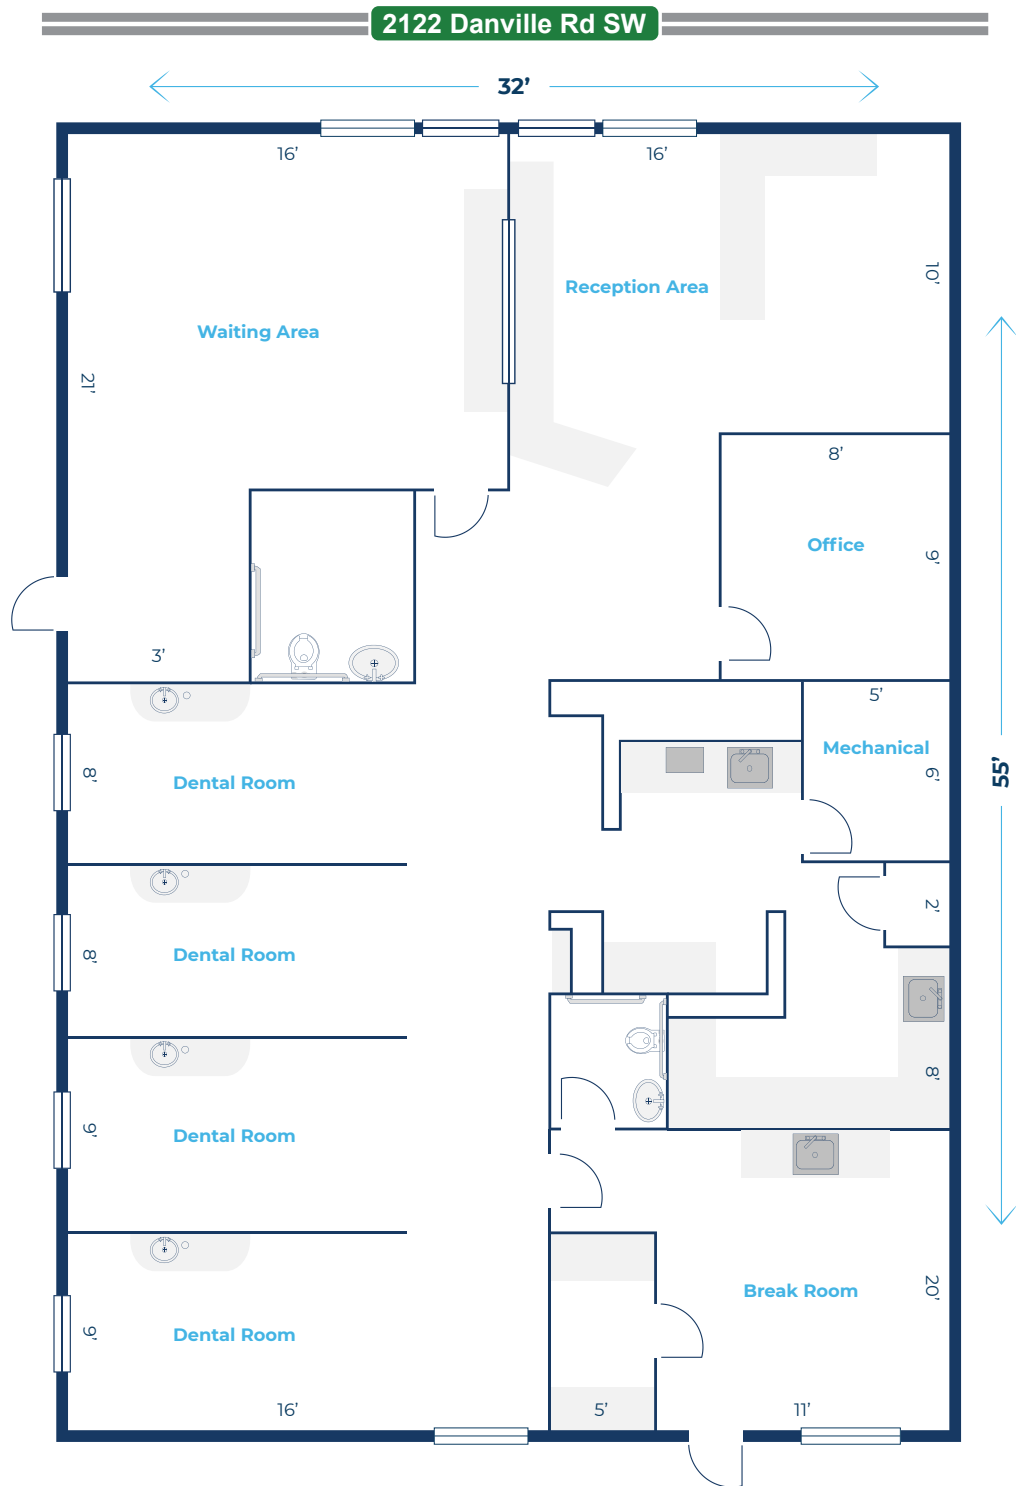 2122 Danville Rd SW
32’
16’
16’
10’
Reception Area
Waiting Area
21’
8’
Office
9’
3’
5’
Mechanical
6’
55’
8’
Dental Room
2’
8’
Dental Room
8’
9’
Dental Room
20’
Break Room
9’
Dental Room
16’
5’
11’